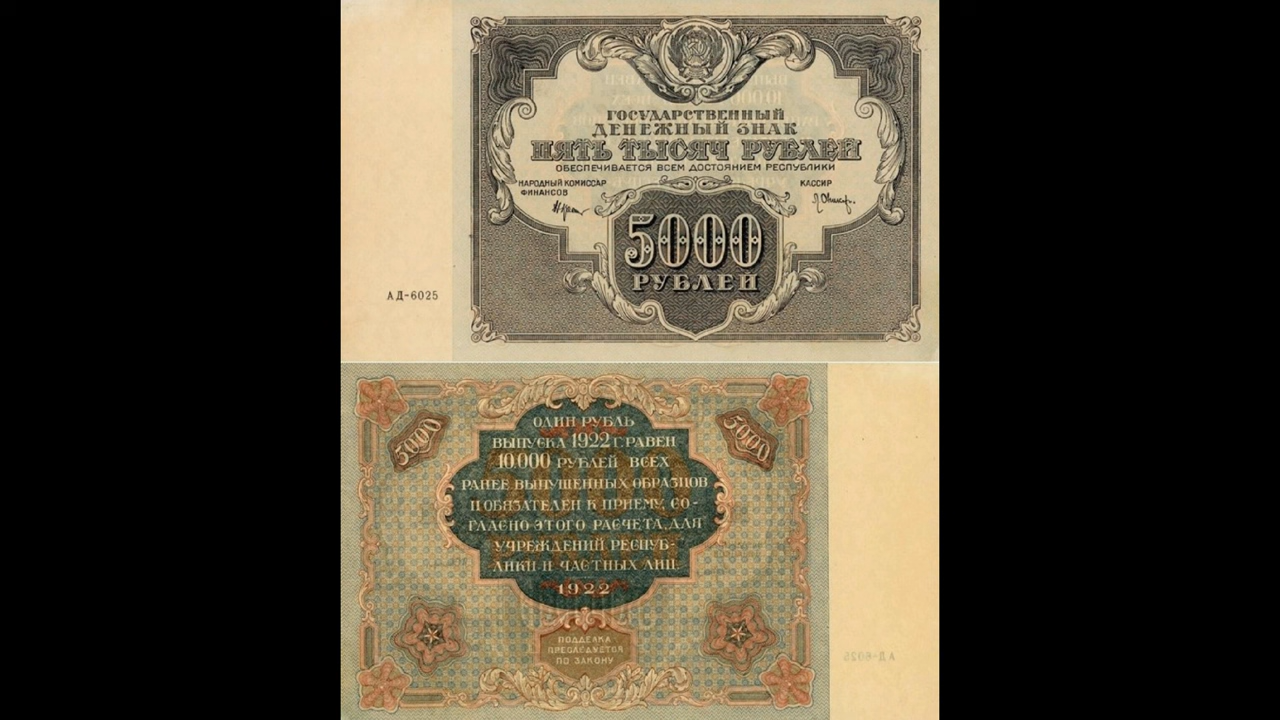 ГОСУДАРСТВЕННЫЙ
ДЕНЕЖНЫЙ ЗНАК
ПЯТЬ ТЫСЯЧ РУБЛЕЙ
ОБЕСПЕЧИВАЕТСЯ ВСЕМ ДОСТОЯНИЕМ РЕСПУБЛИКИ
НАРОДНЫЙ КОМИССАР
ФИНАНСОВ
КАССИР
5000
РУБЛЕЙ
АД-6025
5000
5000
ОДИН РУБЛЬ
ВЫПУСКА 1922 Г. РАВЕН
10.000 РУБЛЕЙ ВСЕХ
РАНЕЕ ВЫПУЩЕННЫХ ОБРАЗЦОВ
И ОБЯЗАТЕЛЕН К ПРИЕМУ, СО-
ГЛАСНО ЭТОГО РАСЧЕТА, ДЛЯ
УЧРЕЖДЕНИЙ РЕСПУБ-
ЛИКИ И ЧАСТНЫХ ЛИЦ.
1922
ПОДДЕЛКА
ПРЕСЛЕДУЕТСЯ
ПО ЗАКОНУ
АД-6025